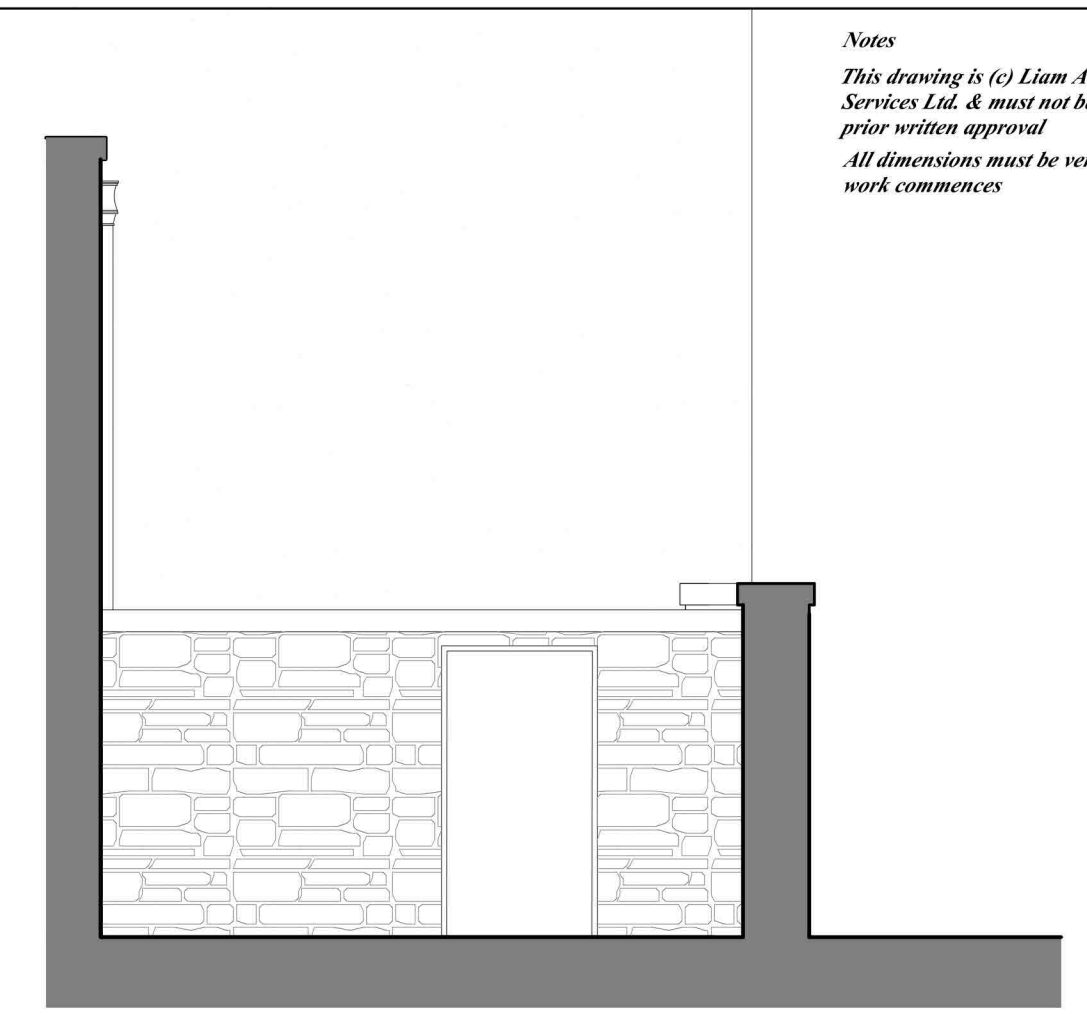 Notes
This drawing is (c) Liam A
Services Ltd. & must not b
prior written approval
All dimensions must be ve
work commences